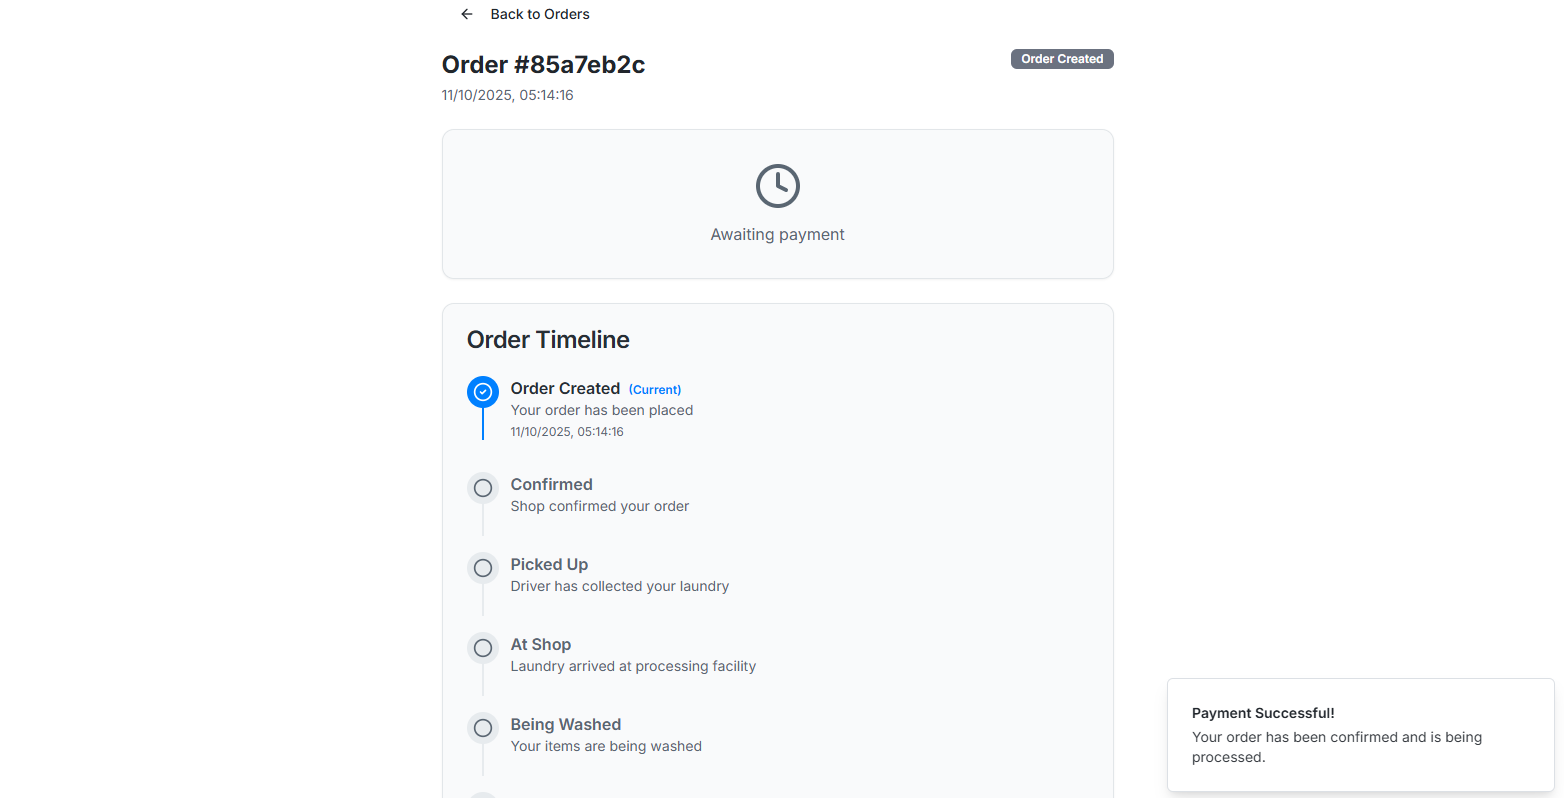 Back to Orders
Order #85a7eb2c
Order Created
11/10/2025, 05:14:16
Awaiting payment
Order Timeline
Order Created (Current)
Your order has been placed
11/10/2025, 05:14:16
Confirmed
Shop confirmed your order
Picked Up
Driver has collected your laundry
At Shop
Laundry arrived at processing facility
Being Washed
Your items are being washed
Payment Successful!
Your order has been confirmed and is being
processed.